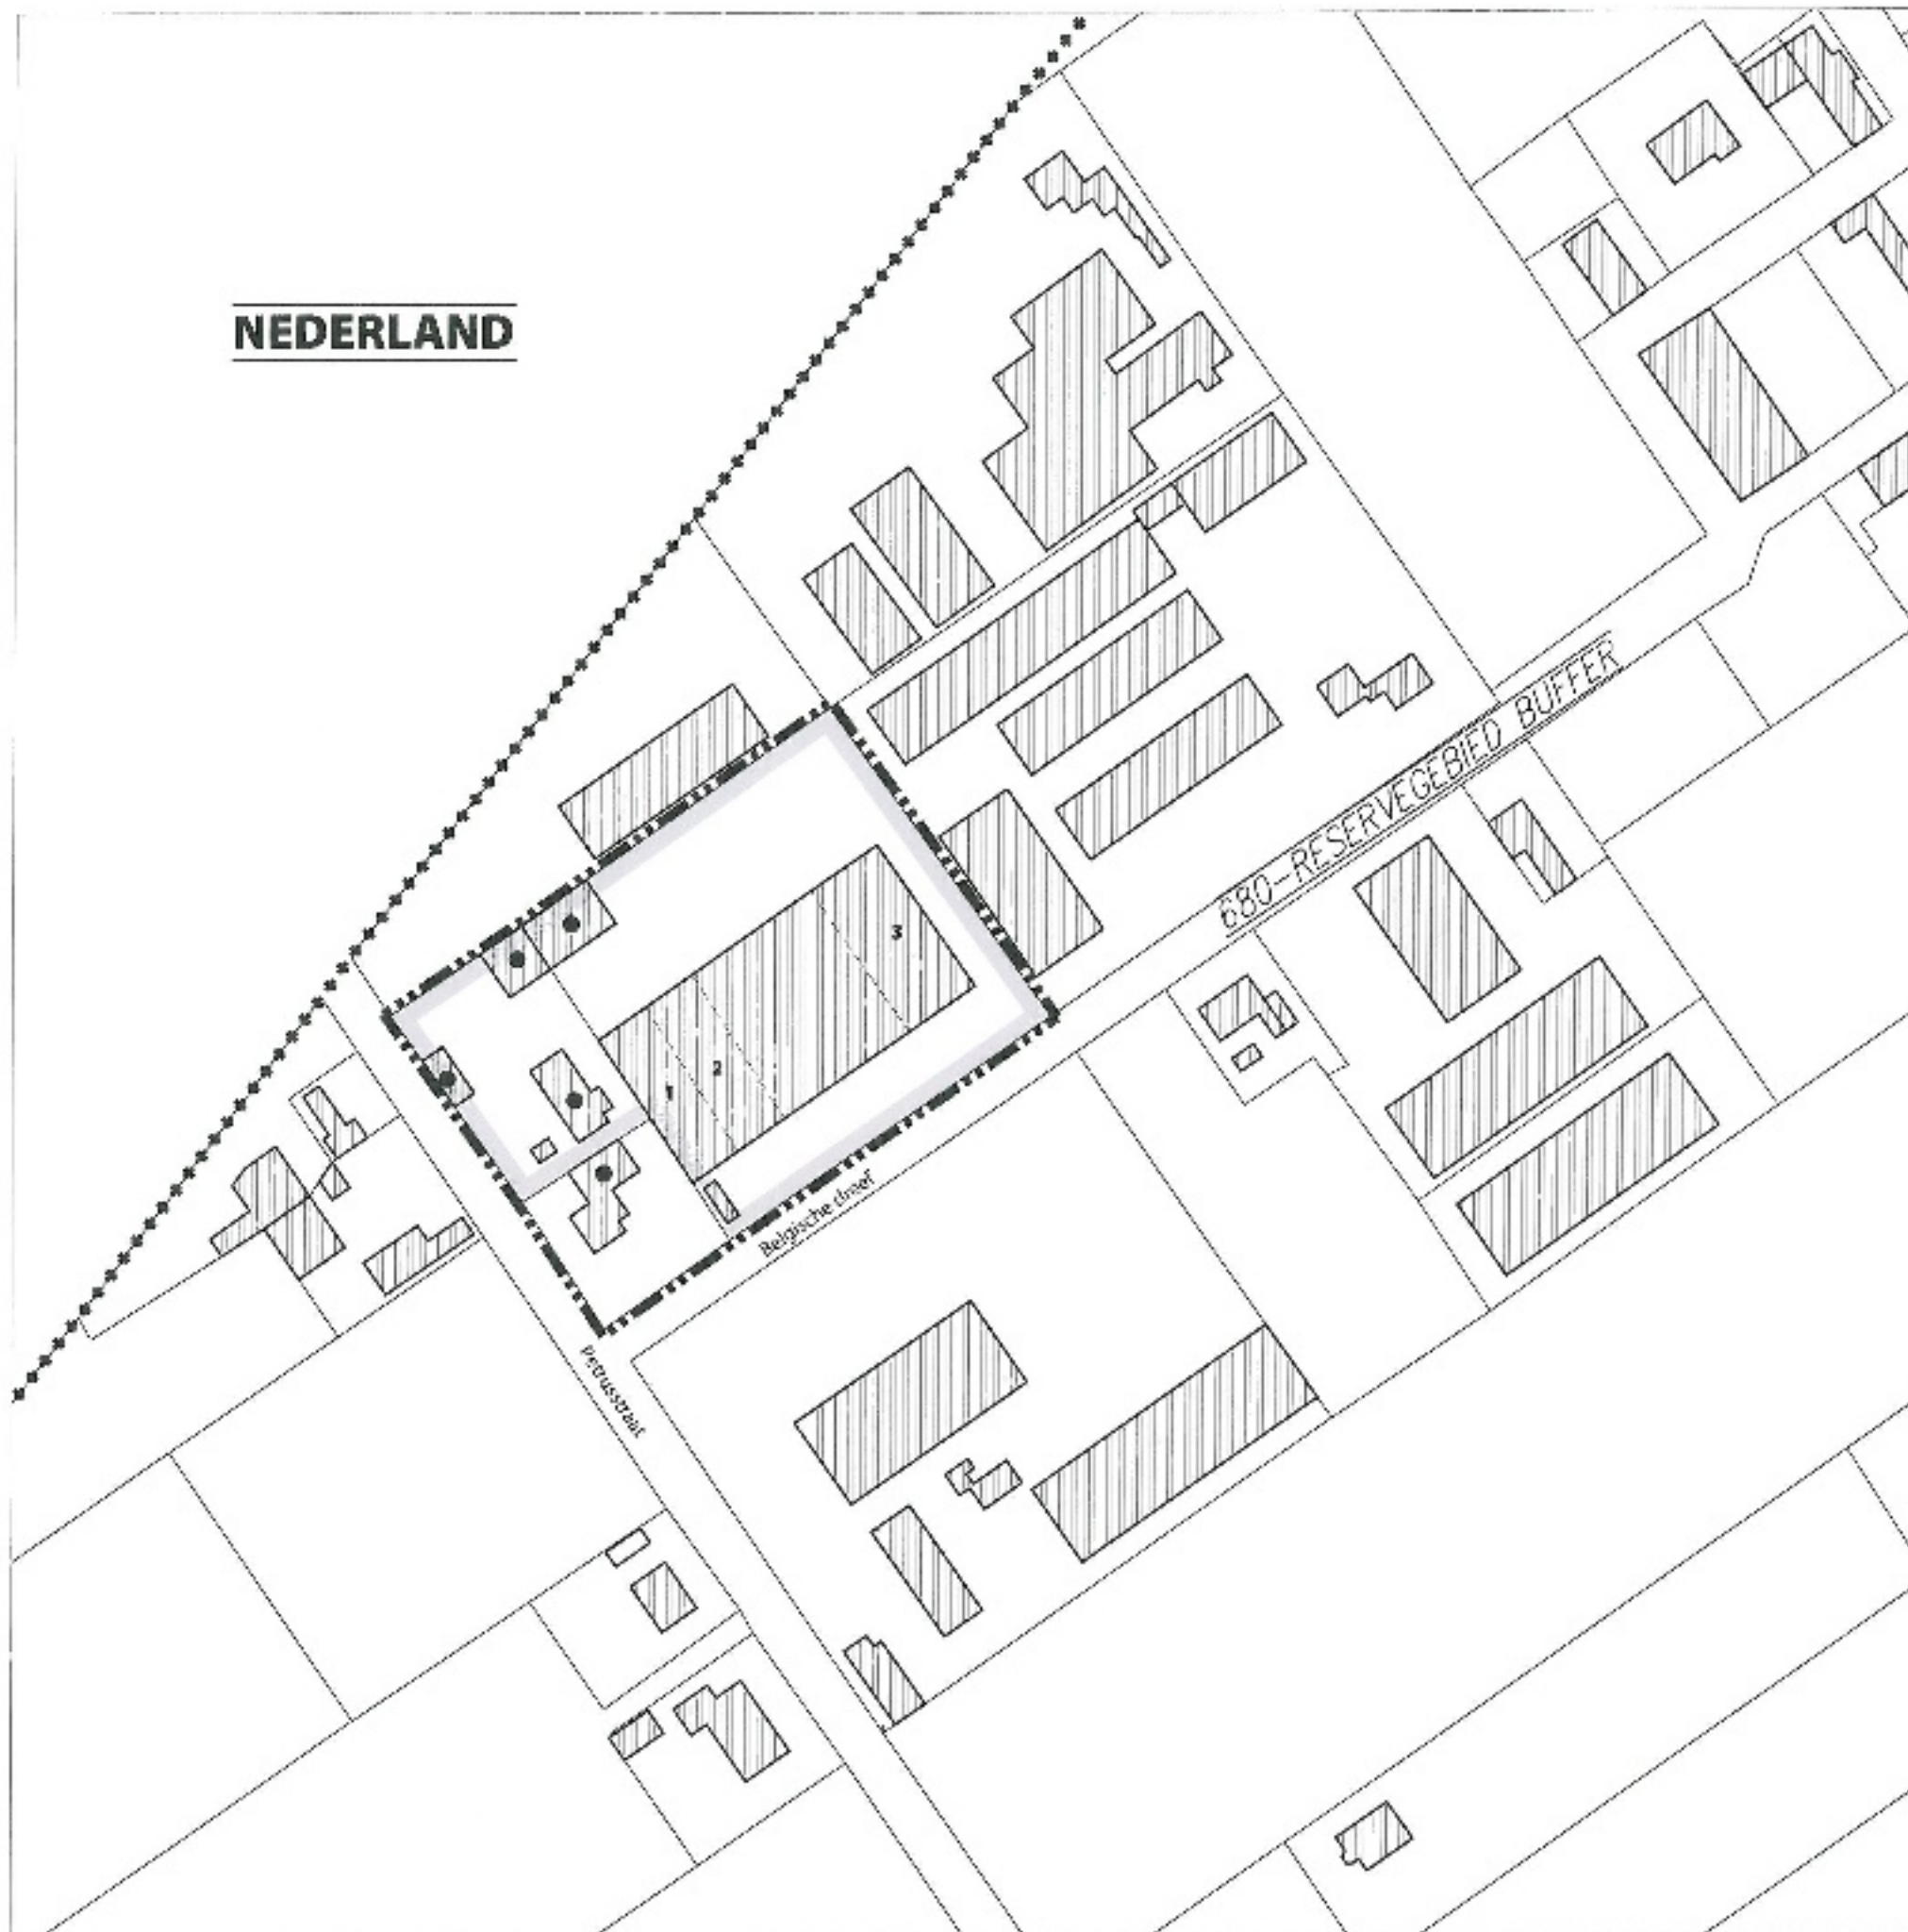 NEDERLAND
680-RESERVEGEBIED BUFFER
3
2
1
Belgische dreef
Petrusstraat